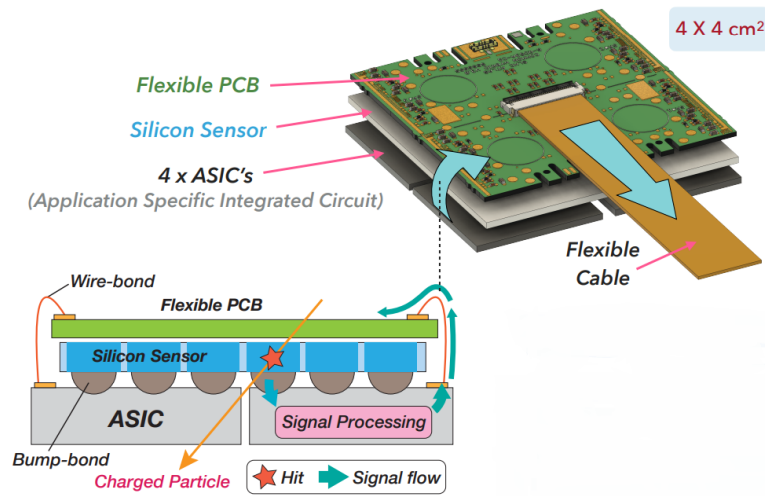 4 X 4 cm²
Flexible PCB
Silicon Sensor
4 x ASIC's
(Application Specific Integrated Circuit)
Flexible
Cable
Wire-bond
Flexible PCB
Silicon Sensor
ASIC
Signal Processing
Bump-bond
Charged Particle
Hit
Signal flow